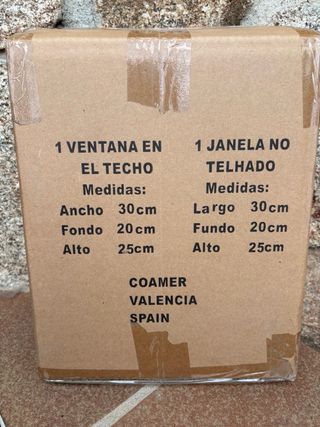 1 VENTANA EN
EL TECHO
Medidas:
Ancho 30cm
Fondo 20cm
Alto 25cm
1 JANELA NO
TELHADO
Medidas:
Largo 30cm
Fundo 20cm
Alto 25cm
COAMER
VALENCIA
SPAIN